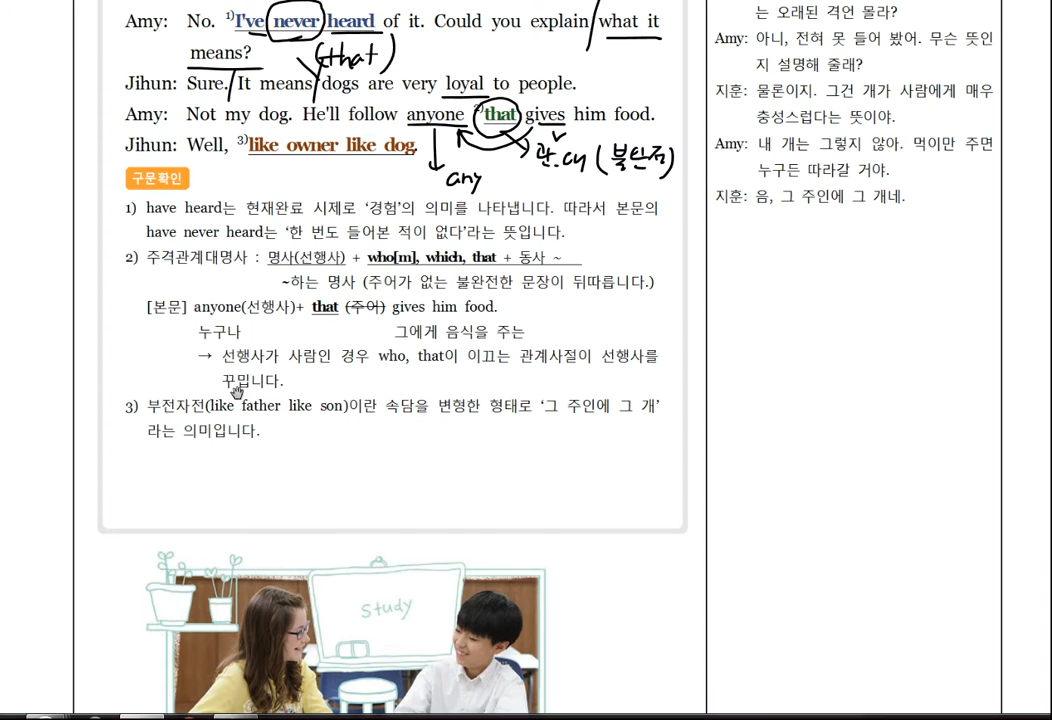 Amy: No. 1)I've never heard of it. Could you explain what it
means?
(that)
Jihun: Sure. It means dogs are very loyal to people.
Amy: Not my dog. He'll follow anyone 2)that gives him food.
Jihun: Well, 3)like owner like dog.
관.대 (불완전)
any
구문확인
1) have heard는 현재완료 시제로 '경험'의 의미를 나타냅니다. 따라서 본문의
have never heard는 '한 번도 들어본 적이 없다'라는 뜻입니다.
2) 주격관계대명사 : 명사(선행사) + who[m], which, that + 동사 ~
~하는 명사 (주어가 없는 불완전한 문장이 뒤따릅니다.)
[본문] anyone(선행사)+ that (주어) gives him food.
누구나 그에게 음식을 주는
→ 선행사가 사람인 경우 who, that이 이끄는 관계사절이 선행사를
꾸밉니다.
3) 부전자전(like father like son)이란 속담을 변형한 형태로 '그 주인에 그 개'
라는 의미입니다.
Study
는 오래된 격언 몰라?
Amy: 아니, 전혀 못 들어 봤어. 무슨 뜻인
지 설명해 줄래?
지훈: 물론이지. 그건 개가 사람에게 매우
충성스럽다는 뜻이야.
Amy: 내 개는 그렇지 않아. 먹이만 주면
누구든 따라갈 거야.
지훈: 음, 그 주인에 그 개네.